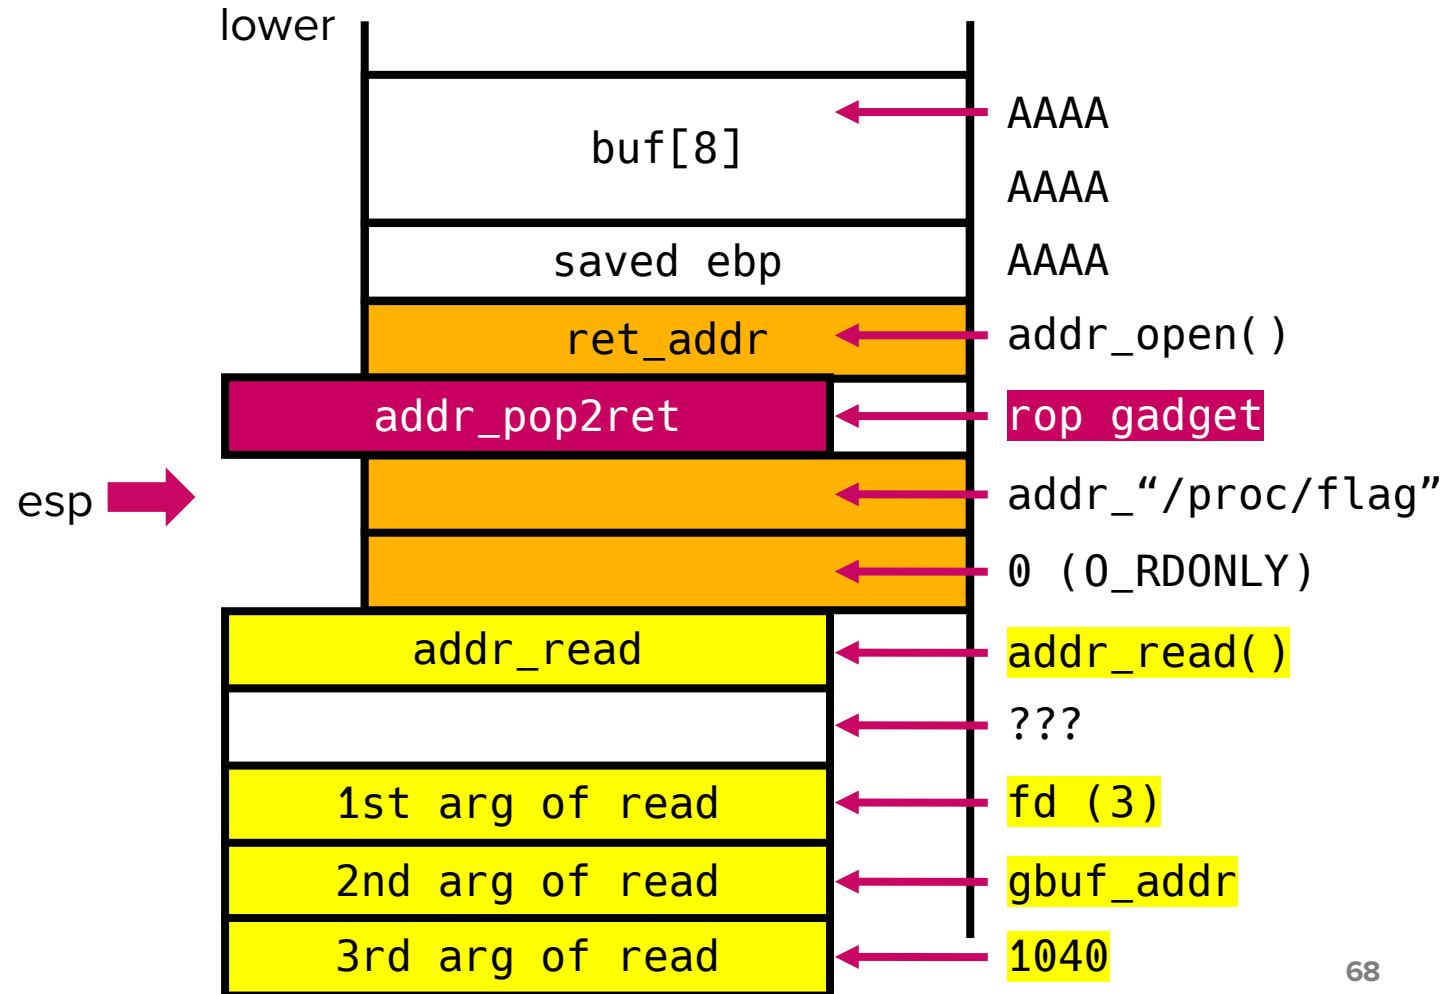 lower
buf[8]
AAAA
AAAA
saved ebp
AAAA
ret_addr
addr_open()
addr_pop2ret
rop gadget
esp
addr_“/proc/flag”
0 (O_RDONLY)
addr_read
addr_read()
???
1st arg of read
fd (3)
2nd arg of read
gbuf_addr
3rd arg of read
1040
68